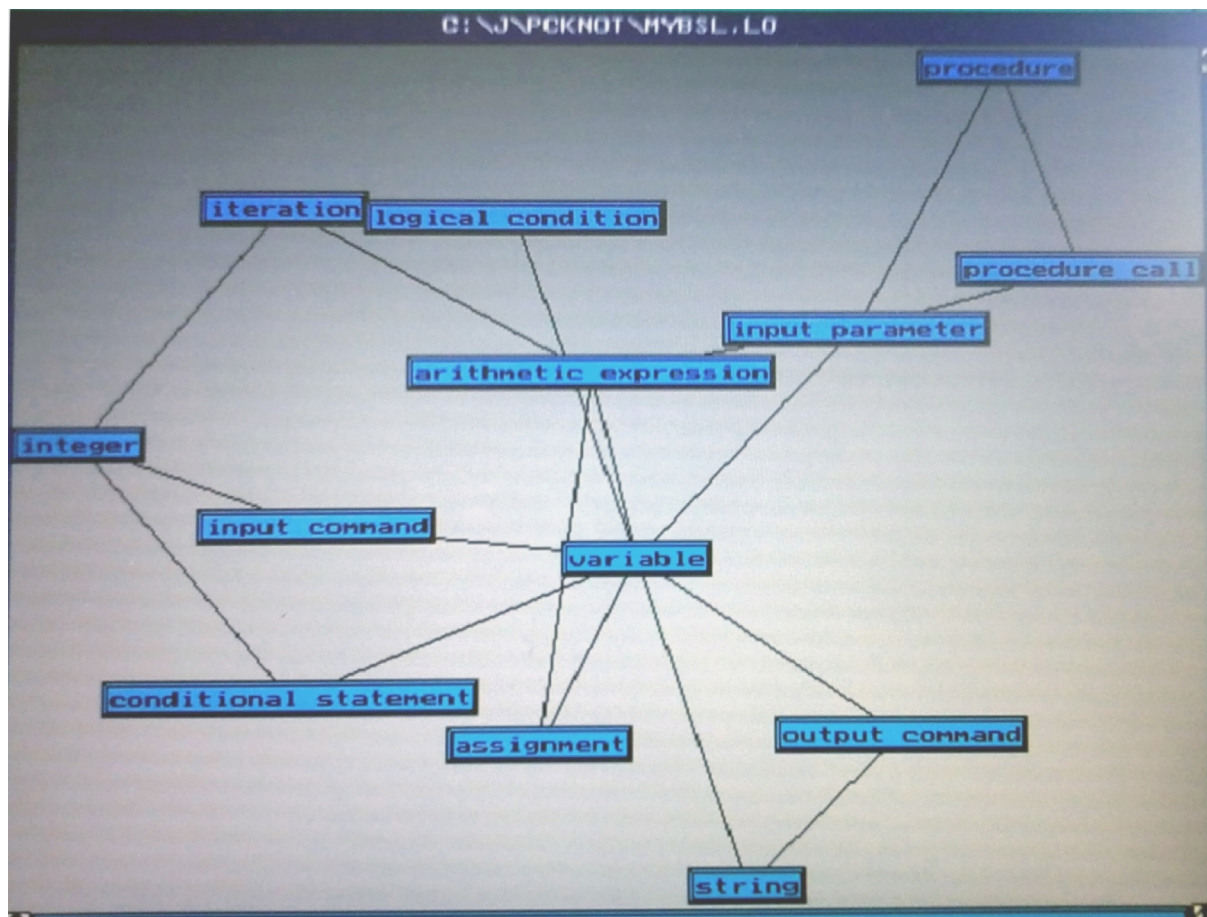 C:\J\PCKNOT\MYBSL.LO
procedure
iteration
logical condition
procedure call
input parameter
arithmetic expression
integer
input command
variable
conditional statement
assignment
output command
string